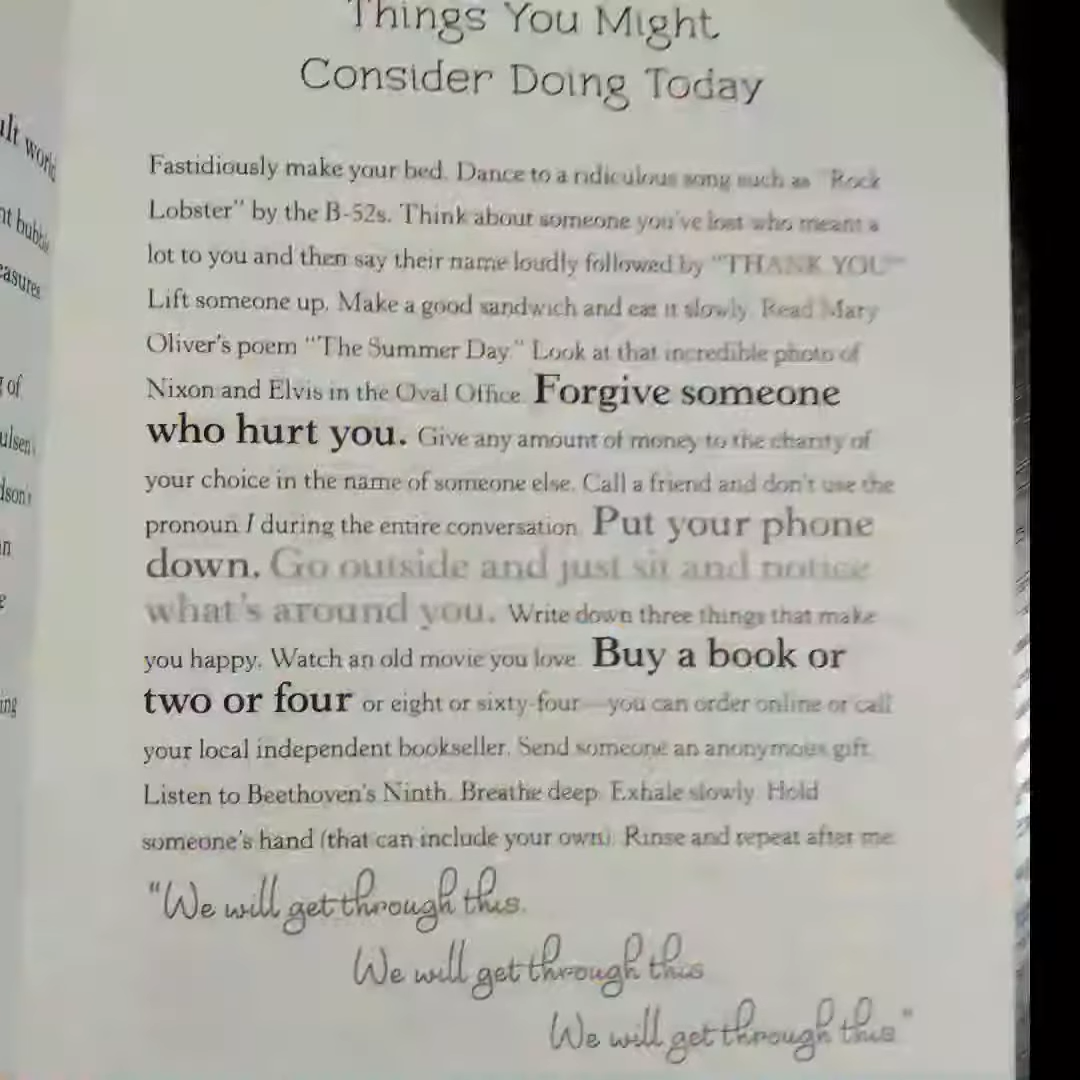 Things You Might
Consider Doing Today
Fastidiously make your bed. Dance to a ridiculous song such as "Rock
Lobster" by the B-52s. Think about someone you've lost who meant a
lot to you and then say their name loudly followed by "THANK YOU"
Lift someone up. Make a good sandwich and eat it slowly. Read Mary
Oliver's poem "The Summer Day." Look at that incredible photo of
Nixon and Elvis in the Oval Office. Forgive someone
who hurt you. Give any amount of money to the charity of
your choice in the name of someone else. Call a friend and don't use the
pronoun I during the entire conversation. Put your phone
down. Go outside and just sit and notice
what's around you. Write down three things that make
you happy. Watch an old movie you love. Buy a book or
two or four or eight or sixty-four—you can order online or call
your local independent bookseller. Send someone an anonymous gift.
Listen to Beethoven's Ninth. Breathe deep. Exhale slowly. Hold
someone's hand (that can include your own). Rinse and repeat after me:
"We will get through this.
We will get through this.
We will get through this."